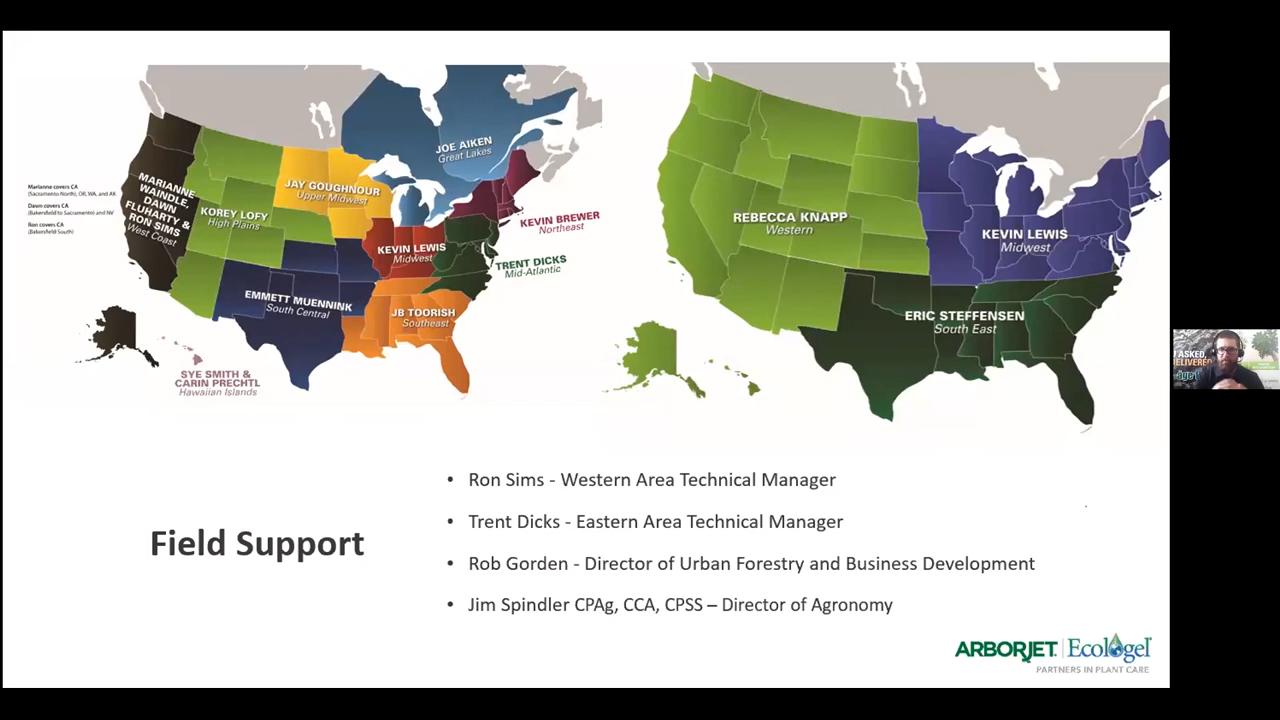 JOE AIKEN
Great Lakes
JAY GOUGHNOUR
Upper Midwest
Marianne covers CA
(Sacramento North), OR, WA, and AK
Dawn covers CA
(Bakersfield to Sacramento) and NV
Ron covers CA
(Bakersfield South)
MARIANNE
WAINDLE,
DAWN
FLUHARTY &
RON SIMS
West Coast
KOREY LOFY
High Plains
KEVIN BREWER
Northeast
KEVIN LEWIS
Midwest
TRENT DICKS
Mid-Atlantic
EMMETT MUENNINK
South Central
JB TOORISH
Southeast
SYE SMITH &
CARIN PRECHTL
Hawaiian Islands
REBECCA KNAPP
Western
KEVIN LEWIS
Midwest
ERIC STEFFENSEN
South East
ASKED,
Field Support
• Ron Sims - Western Area Technical Manager
• Trent Dicks - Eastern Area Technical Manager
• Rob Gorden - Director of Urban Forestry and Business Development
• Jim Spindler CPAg, CCA, CPSS – Director of Agronomy
ARBORJET | Ecologel
PARTNERS IN PLANT CARE